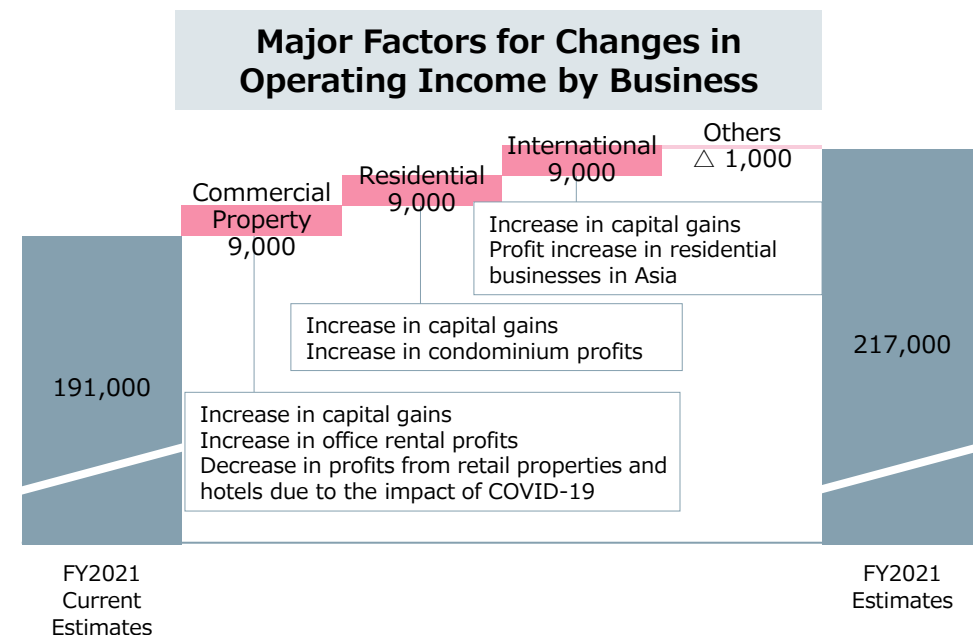 Major Factors for Changes in
Operating Income by Business
Others
△ 1,000
International
9,000
Residential
9,000
Commercial
Property
9,000
Increase in capital gains
Profit increase in residential
businesses in Asia
Increase in capital gains
Increase in condominium profits
Increase in capital gains
Increase in office rental profits
Decrease in profits from retail properties and
hotels due to the impact of COVID-19
191,000
217,000
FY2021
Current
Estimates
FY2021
Estimates